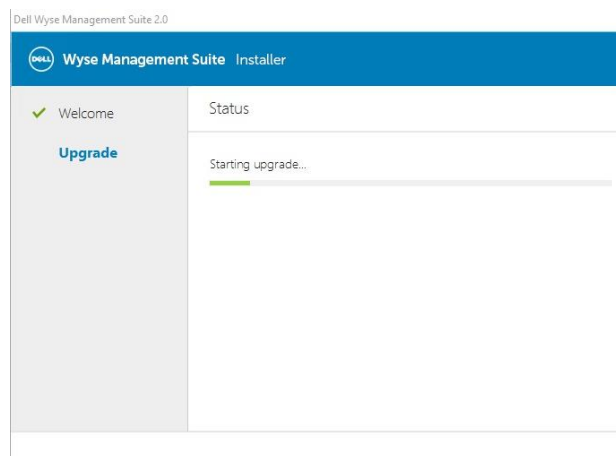 Dell Wyse Management Suite 2.0
DELL Wyse Management Suite Installer
Welcome
Status
Upgrade
Starting upgrade...